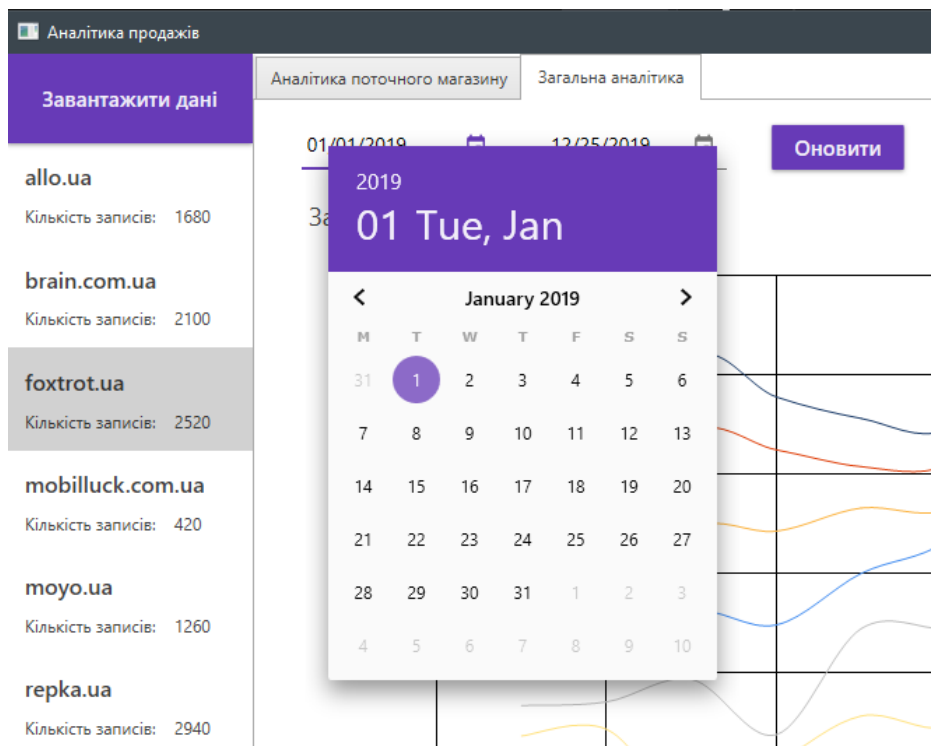 Аналітика продажів
Завантажити дані
Аналітика поточного магазину
Загальна аналітика
01/01/2019
12/25/2019
Оновити
allo.ua
Кількість записів: 1680
brain.com.ua
Кількість записів: 2100
foxtrot.ua
Кількість записів: 2520
mobilluck.com.ua
Кількість записів: 420
moyo.ua
Кількість записів: 1260
repka.ua
Кількість записів: 2940
За
2019
01 Tue, Jan
January 2019
M T W T F S S
31 1 2 3 4 5 6
7 8 9 10 11 12 13
14 15 16 17 18 19 20
21 22 23 24 25 26 27
28 29 30 31 1 2 3
4 5 6 7 8 9 10